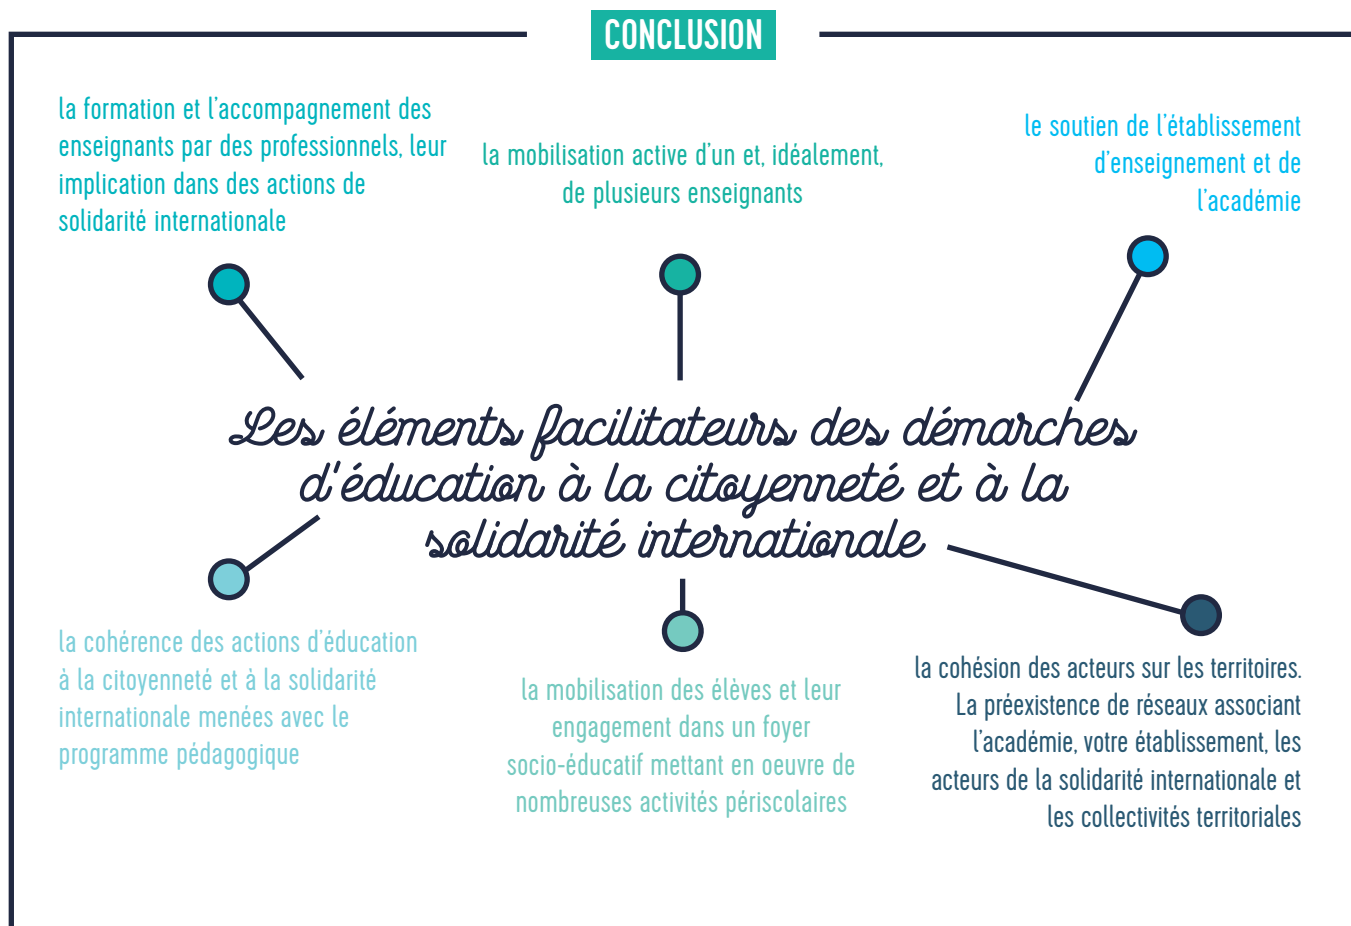 CONCLUSION
la formation et l'accompagnement des
enseignants par des professionnels, leur
implication dans des actions de
solidarité internationale
la mobilisation active d'un et, idéalement,
de plusieurs enseignants
le soutien de l'établissement
d'enseignement et de
l'académie
Les éléments facilitateurs des démarches
d'éducation à la citoyenneté et à la
solidarité internationale
la cohérence des actions d'éducation
à la citoyenneté et à la solidarité
internationale menées avec le
programme pédagogique
la mobilisation des élèves et leur
engagement dans un foyer
socio-éducatif mettant en oeuvre de
nombreuses activités périscolaires
la cohésion des acteurs sur les territoires.
La préexistence de réseaux associant
l'académie, votre établissement, les
acteurs de la solidarité internationale et
les collectivités territoriales